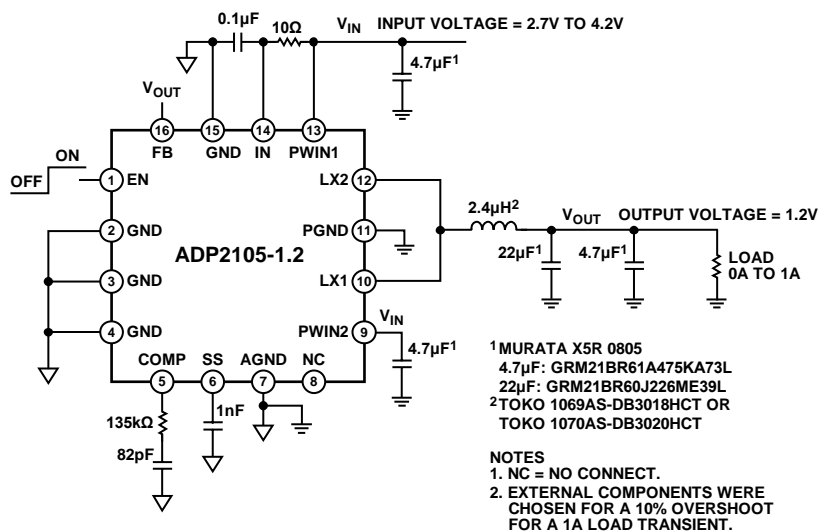 0.1µF
10Ω
VIN
INPUT VOLTAGE = 2.7V TO 4.2V
4.7µF1
VOUT
16
15
14
13
FB
GND
IN
PWIN1
ON
OFF
1
EN
LX2
12
2
GND
PGND
11
ADP2105-1.2
3
GND
LX1
10
4
GND
PWIN2
9
VIN
4.7µF1
2.4µH2
VOUT
OUTPUT VOLTAGE = 1.2V
22µF1
4.7µF1
LOAD
0A TO 1A
COMP
SS
AGND
NC
5
6
7
8
135kΩ
1nF
82pF
1MURATA X5R 0805
4.7µF: GRM21BR61A475KA73L
22µF: GRM21BR60J226ME39L
2TOKO 1069AS-DB3018HCT OR
TOKO 1070AS-DB3020HCT
NOTES
1. NC = NO CONNECT.
2. EXTERNAL COMPONENTS WERE
CHOSEN FOR A 10% OVERSHOOT
FOR A 1A LOAD TRANSIENT.